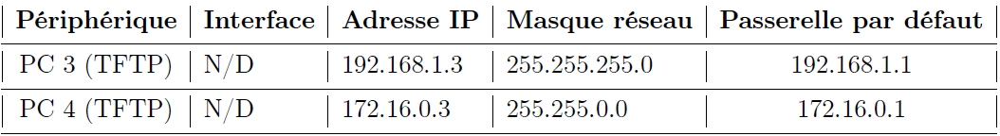 Périphérique Interface Adresse IP Masque réseau Passerelle par défaut
PC 3 (TFTP) N/D 192.168.1.3 255.255.255.0 192.168.1.1
PC 4 (TFTP) N/D 172.16.0.3 255.255.0.0 172.16.0.1